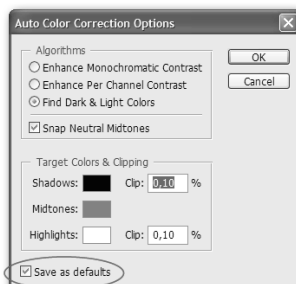 Auto Color Correction Options
Algorithms
Enhance Monochromatic Contrast
Enhance Per Channel Contrast
Find Dark & Light Colors
Snap Neutral Midtones
OK
Cancel
Target Colors & Clipping
Shadows: Clip: 0,10 %
Midtones:
Highlights: Clip: 0,10 %
Save as defaults